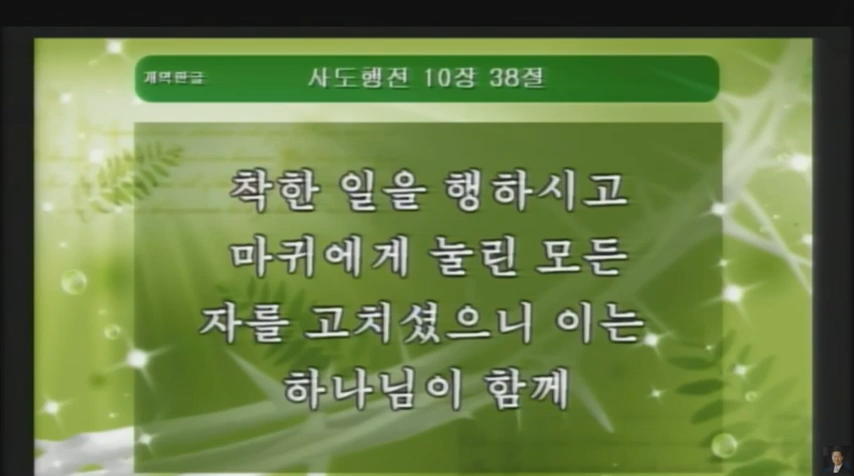 개역한글
사도행전 10장 38절
착한 일을 행하시고
마귀에게 눌린 모든
자를 고치셨으니 이는
하나님이 함께